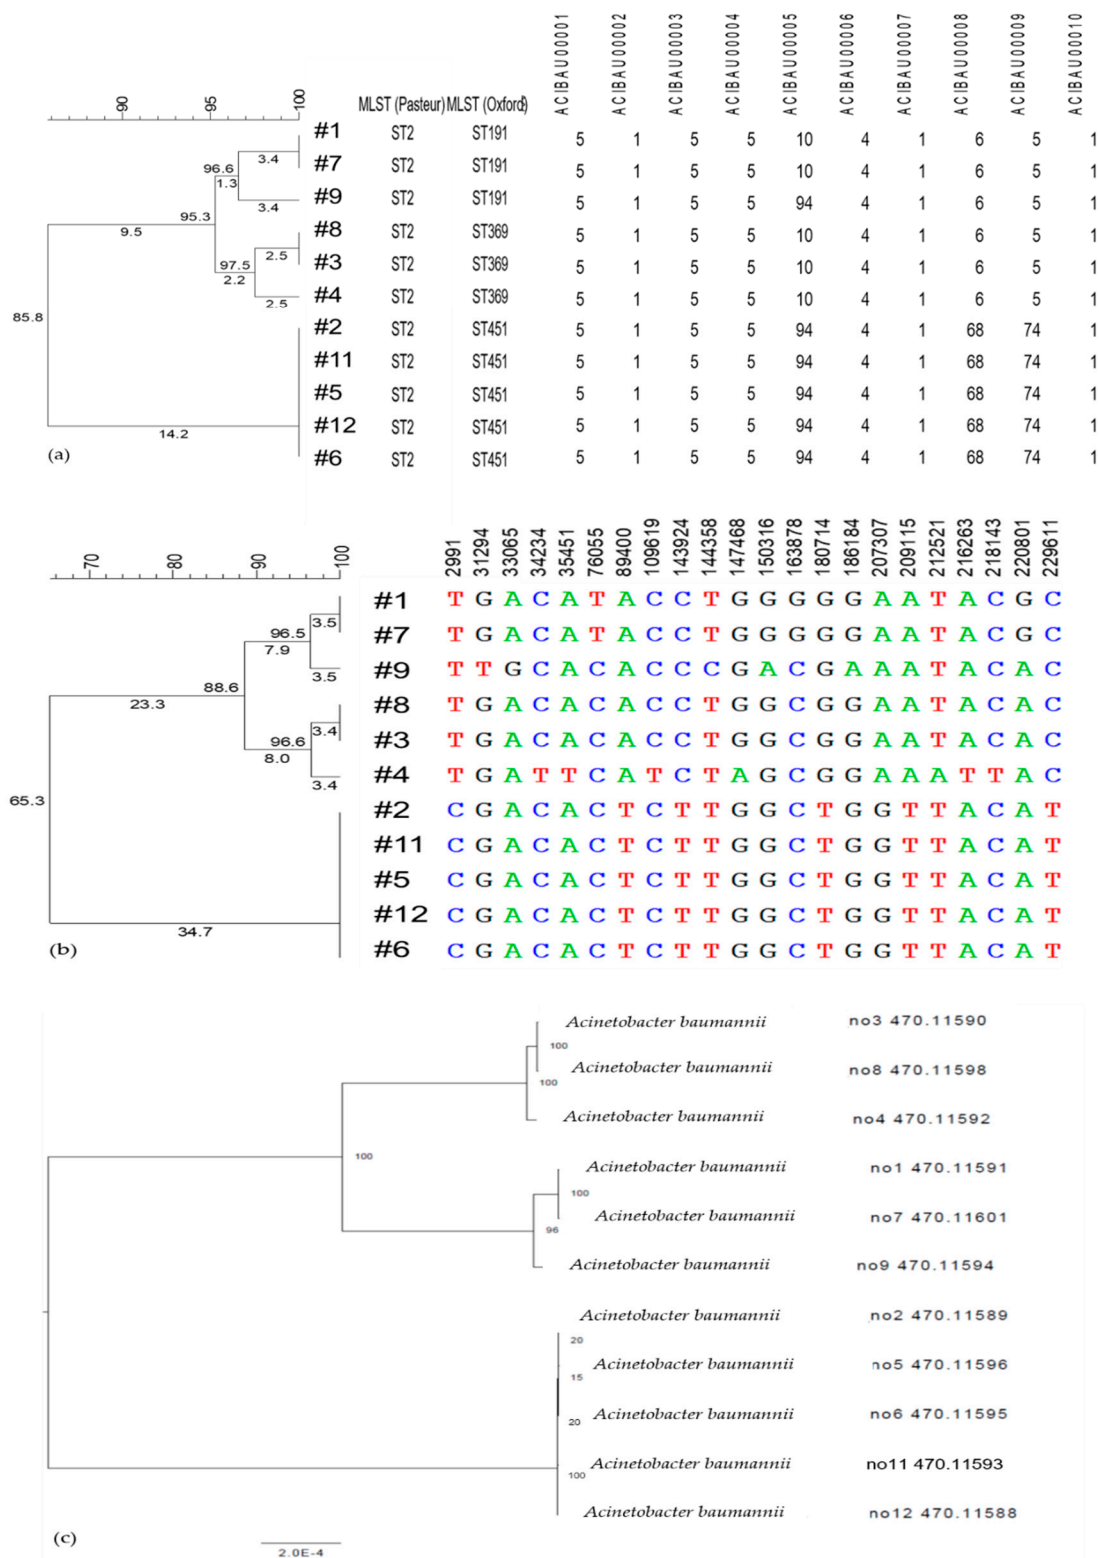 ACIBAU00001 ACIBAU00002 ACIBAU00003 ACIBAU00004 ACIBAU00005 ACIBAU00006 ACIBAU00007 ACIBAU00008 ACIBAU00009 ACIBAU00010
90 95 100
MLST (Pasteur) MLST (Oxford)
#1 ST2 ST191 5 1 5 5 10 4 1 6 5 1
3.4
#7 ST2 ST191 5 1 5 5 10 4 1 6 5 1
96.6
1.3
#9 ST2 ST191 5 1 5 5 94 4 1 6 5 1
3.4
95.3
9.5
#8 ST2 ST369 5 1 5 5 10 4 1 6 5 1
2.5
#3 ST2 ST369 5 1 5 5 10 4 1 6 5 1
97.5
2.2
#4 ST2 ST369 5 1 5 5 10 4 1 6 5 1
2.5
85.8
#2 ST2 ST451 5 1 5 5 94 4 1 68 74 1
#11 ST2 ST451 5 1 5 5 94 4 1 68 74 1
#5 ST2 ST451 5 1 5 5 94 4 1 68 74 1
#12 ST2 ST451 5 1 5 5 94 4 1 68 74 1
14.2
#6 ST2 ST451 5 1 5 5 94 4 1 68 74 1
(a)
2991 31294 33065 34234 35451 76055 89400 109619 143924 144358 147468 150316 163878 180714 186184 207307 209115 212521 216263 218143 220801 229611
70 80 90 100
#1 T G A C A T A C C T G G G G G A A T A C G C
3.5
#7 T G A C A T A C C T G G G G G A A T A C G C
96.5
7.9
#9 T T G C A C A C C C G A C G A A A T A C A C
3.5
88.6
23.3
#8 T G A C A C A C C T G G C G G A A T A C A C
3.4
#3 T G A C A C A C C T G G C G G A A T A C A C
96.6
8.0
#4 T G A T T C A T C T A G C G G A A A T T A C
3.4
65.3
#2 C G A C A C T C T T G G C T G G T T A C A T
#11 C G A C A C T C T T G G C T G G T T A C A T
#5 C G A C A C T C T T G G C T G G T T A C A T
#12 C G A C A C T C T T G G C T G G T T A C A T
34.7
#6 C G A C A C T C T T G G C T G G T T A C A T
(b)
Acinetobacter baumannii no3 470.11590
100
Acinetobacter baumannii no8 470.11598
100
Acinetobacter baumannii no4 470.11592
100
Acinetobacter baumannii no1 470.11591
100
Acinetobacter baumannii no7 470.11601
96
Acinetobacter baumannii no9 470.11594
Acinetobacter baumannii no2 470.11589
20
Acinetobacter baumannii no5 470.11596
15
Acinetobacter baumannii no6 470.11595
20
Acinetobacter baumannii no11 470.11593
100
Acinetobacter baumannii no12 470.11588
(c)
2.0E-4